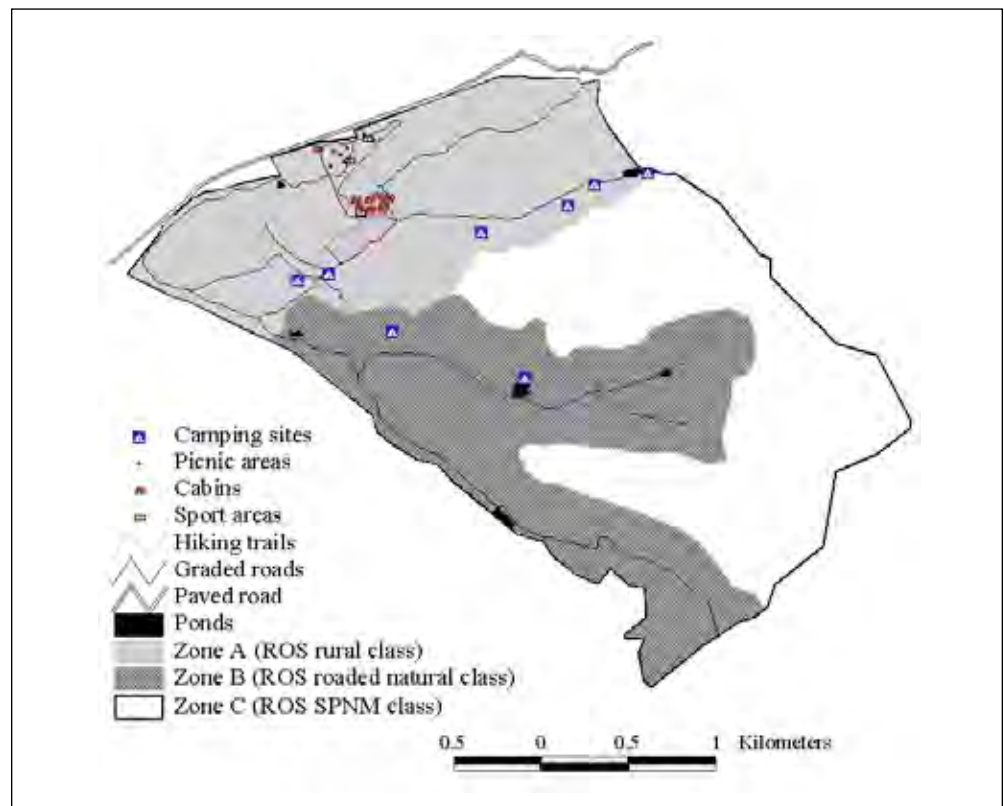 Camping sites
Picnic areas
Cabins
Sport areas
Hiking trails
Graded roads
Paved road
Ponds
Zone A (ROS rural class)
Zone B (ROS roaded natural class)
Zone C (ROS SPNM class)
0.5 0 0.5 1 Kilometers